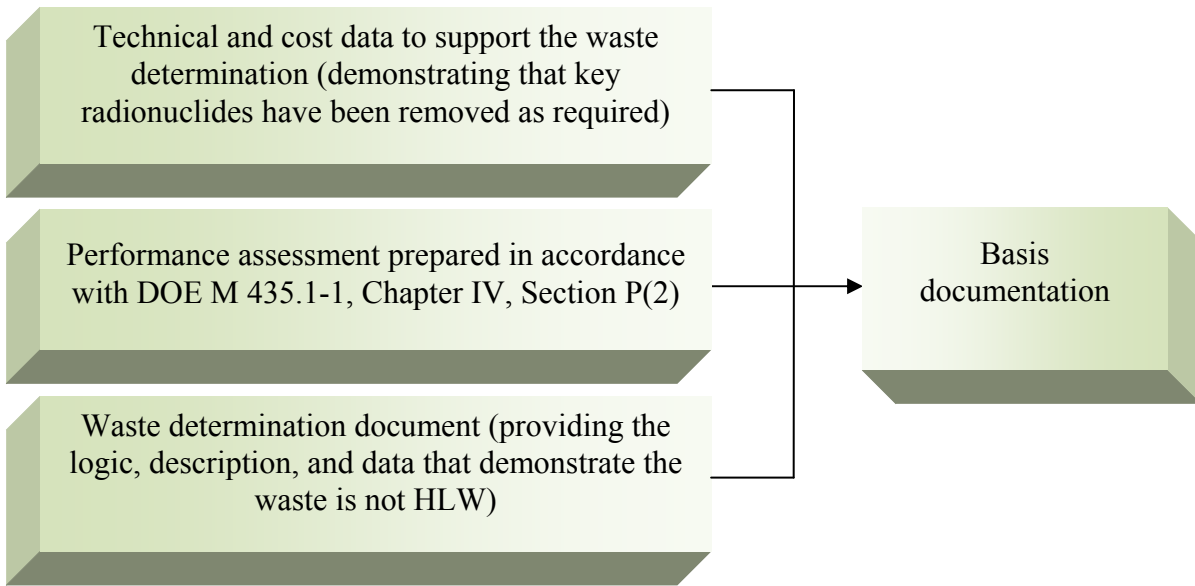 Technical and cost data to support the waste
determination (demonstrating that key
radionuclides have been removed as required)
Performance assessment prepared in accordance
with DOE M 435.1-1, Chapter IV, Section P(2)
Waste determination document (providing the
logic, description, and data that demonstrate the
waste is not HLW)
Basis
documentation